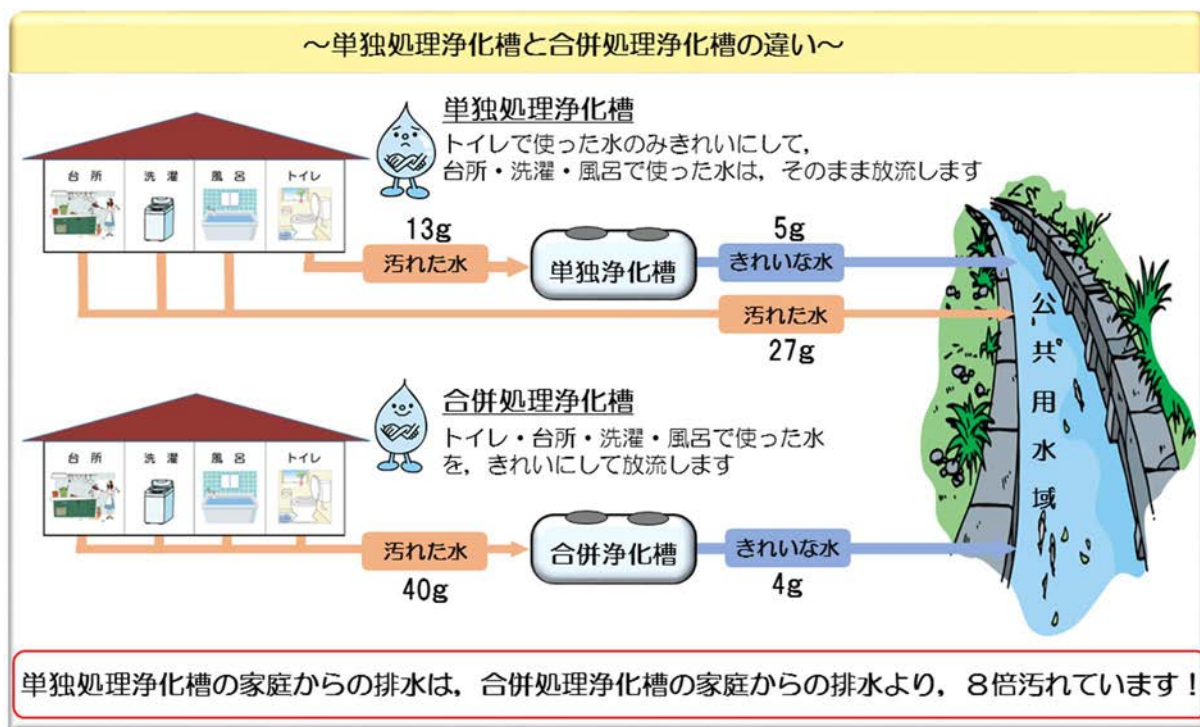 ～単独処理浄化槽と合併処理浄化槽の違い～
単独処理浄化槽
トイレで使った水のみきれいにして，
台所・洗濯・風呂で使った水は，そのまま放流します
台所 洗濯 風呂 トイレ
13g
汚れた水
単独浄化槽
5g
きれいな水
汚れた水
27g
合併処理浄化槽
トイレ・台所・洗濯・風呂で使った水
を，きれいにして放流します
台所 洗濯 風呂 トイレ
汚れた水
40g
合併浄化槽
きれいな水
4g
公共用水域
単独処理浄化槽の家庭からの排水は，合併処理浄化槽の家庭からの排水より，８倍汚れています！